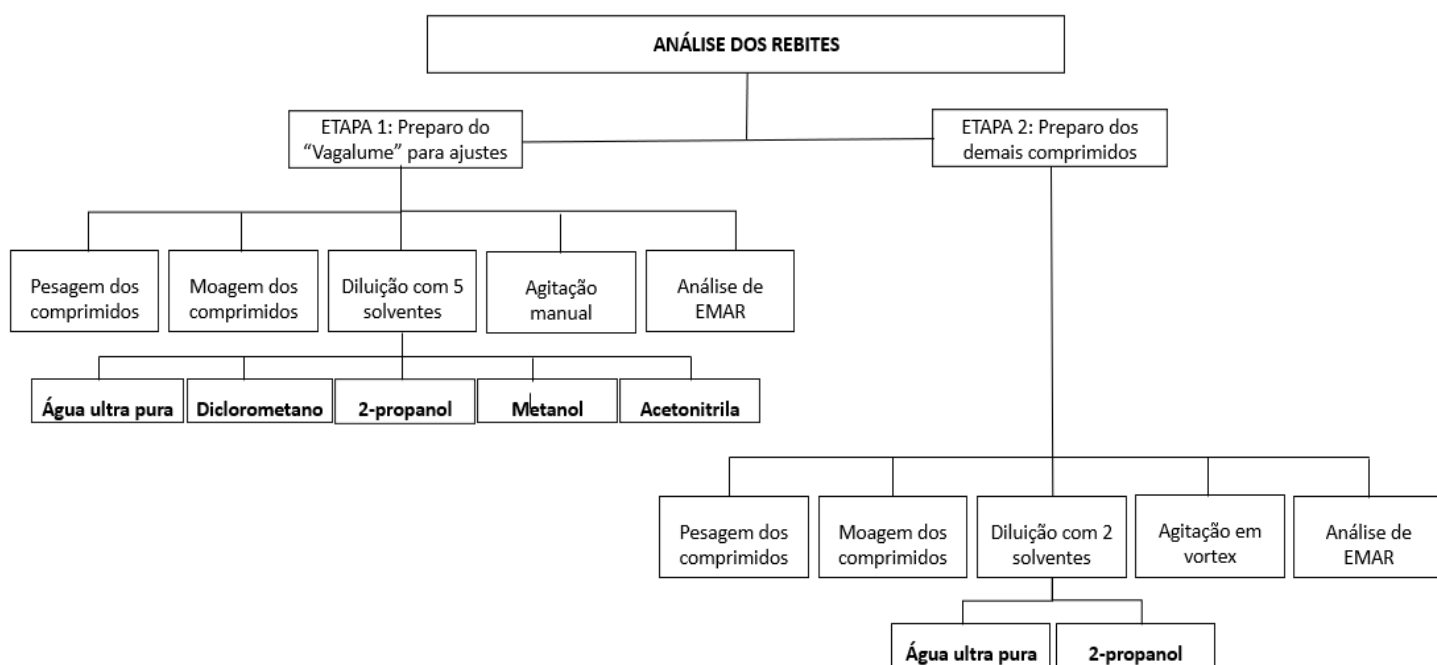 ANÁLISE DOS REBITES
ETAPA 1: Preparo do
“Vagalume” para ajustes
ETAPA 2: Preparo dos
demais comprimidos
Pesagem dos
comprimidos
Moagem dos
comprimidos
Diluição com 5
solventes
Agitação
manual
Análise de
EMAR
Água ultra pura
Diclorometano
2-propanol
Metanol
Acetonitrila
Pesagem dos
comprimidos
Moagem dos
comprimidos
Diluição com 2
solventes
Agitação em
vortex
Análise de
EMAR
Água ultra pura
2-propanol